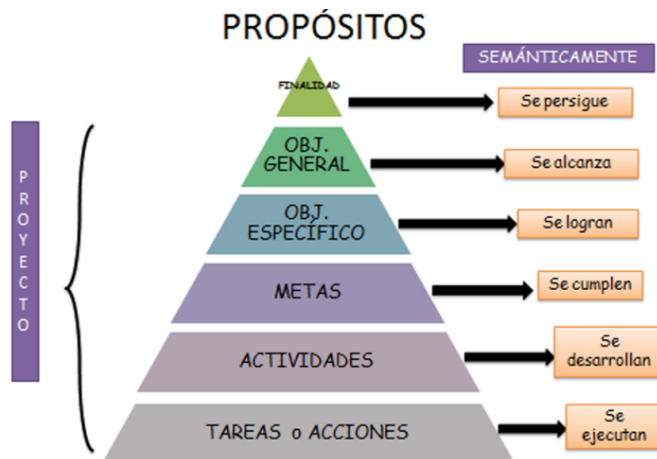 PROPÓSITOS
SEMÁNTICAMENTE
FINALIDAD
Se persigue
PROYECTO
OBJ.
GENERAL
Se alcanza
OBJ.
ESPECÍFICO
Se logran
METAS
Se cumplen
ACTIVIDADES
Se
desarrollan
TAREAS o ACCIONES
Se
ejecutan